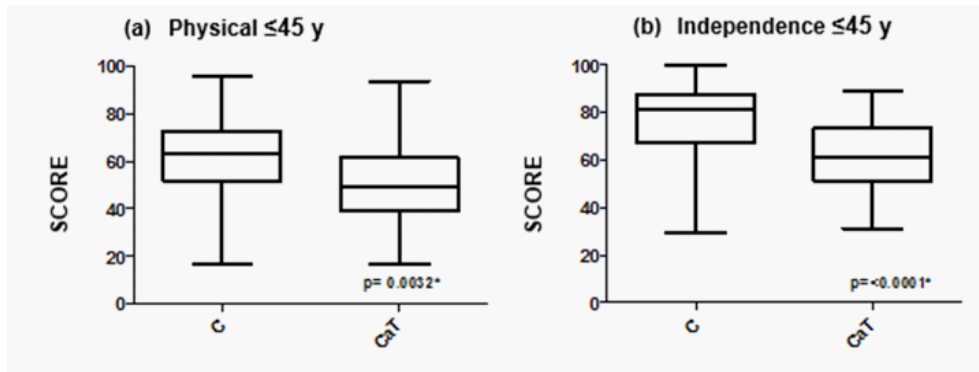 (a) Physical ≤45 y
SCORE
100
80
60
40
20
0
p= 0.0032*
C
CaT
(b) Independence ≤45 y
SCORE
100
80
60
40
20
0
p=<0.0001*
C
CaT